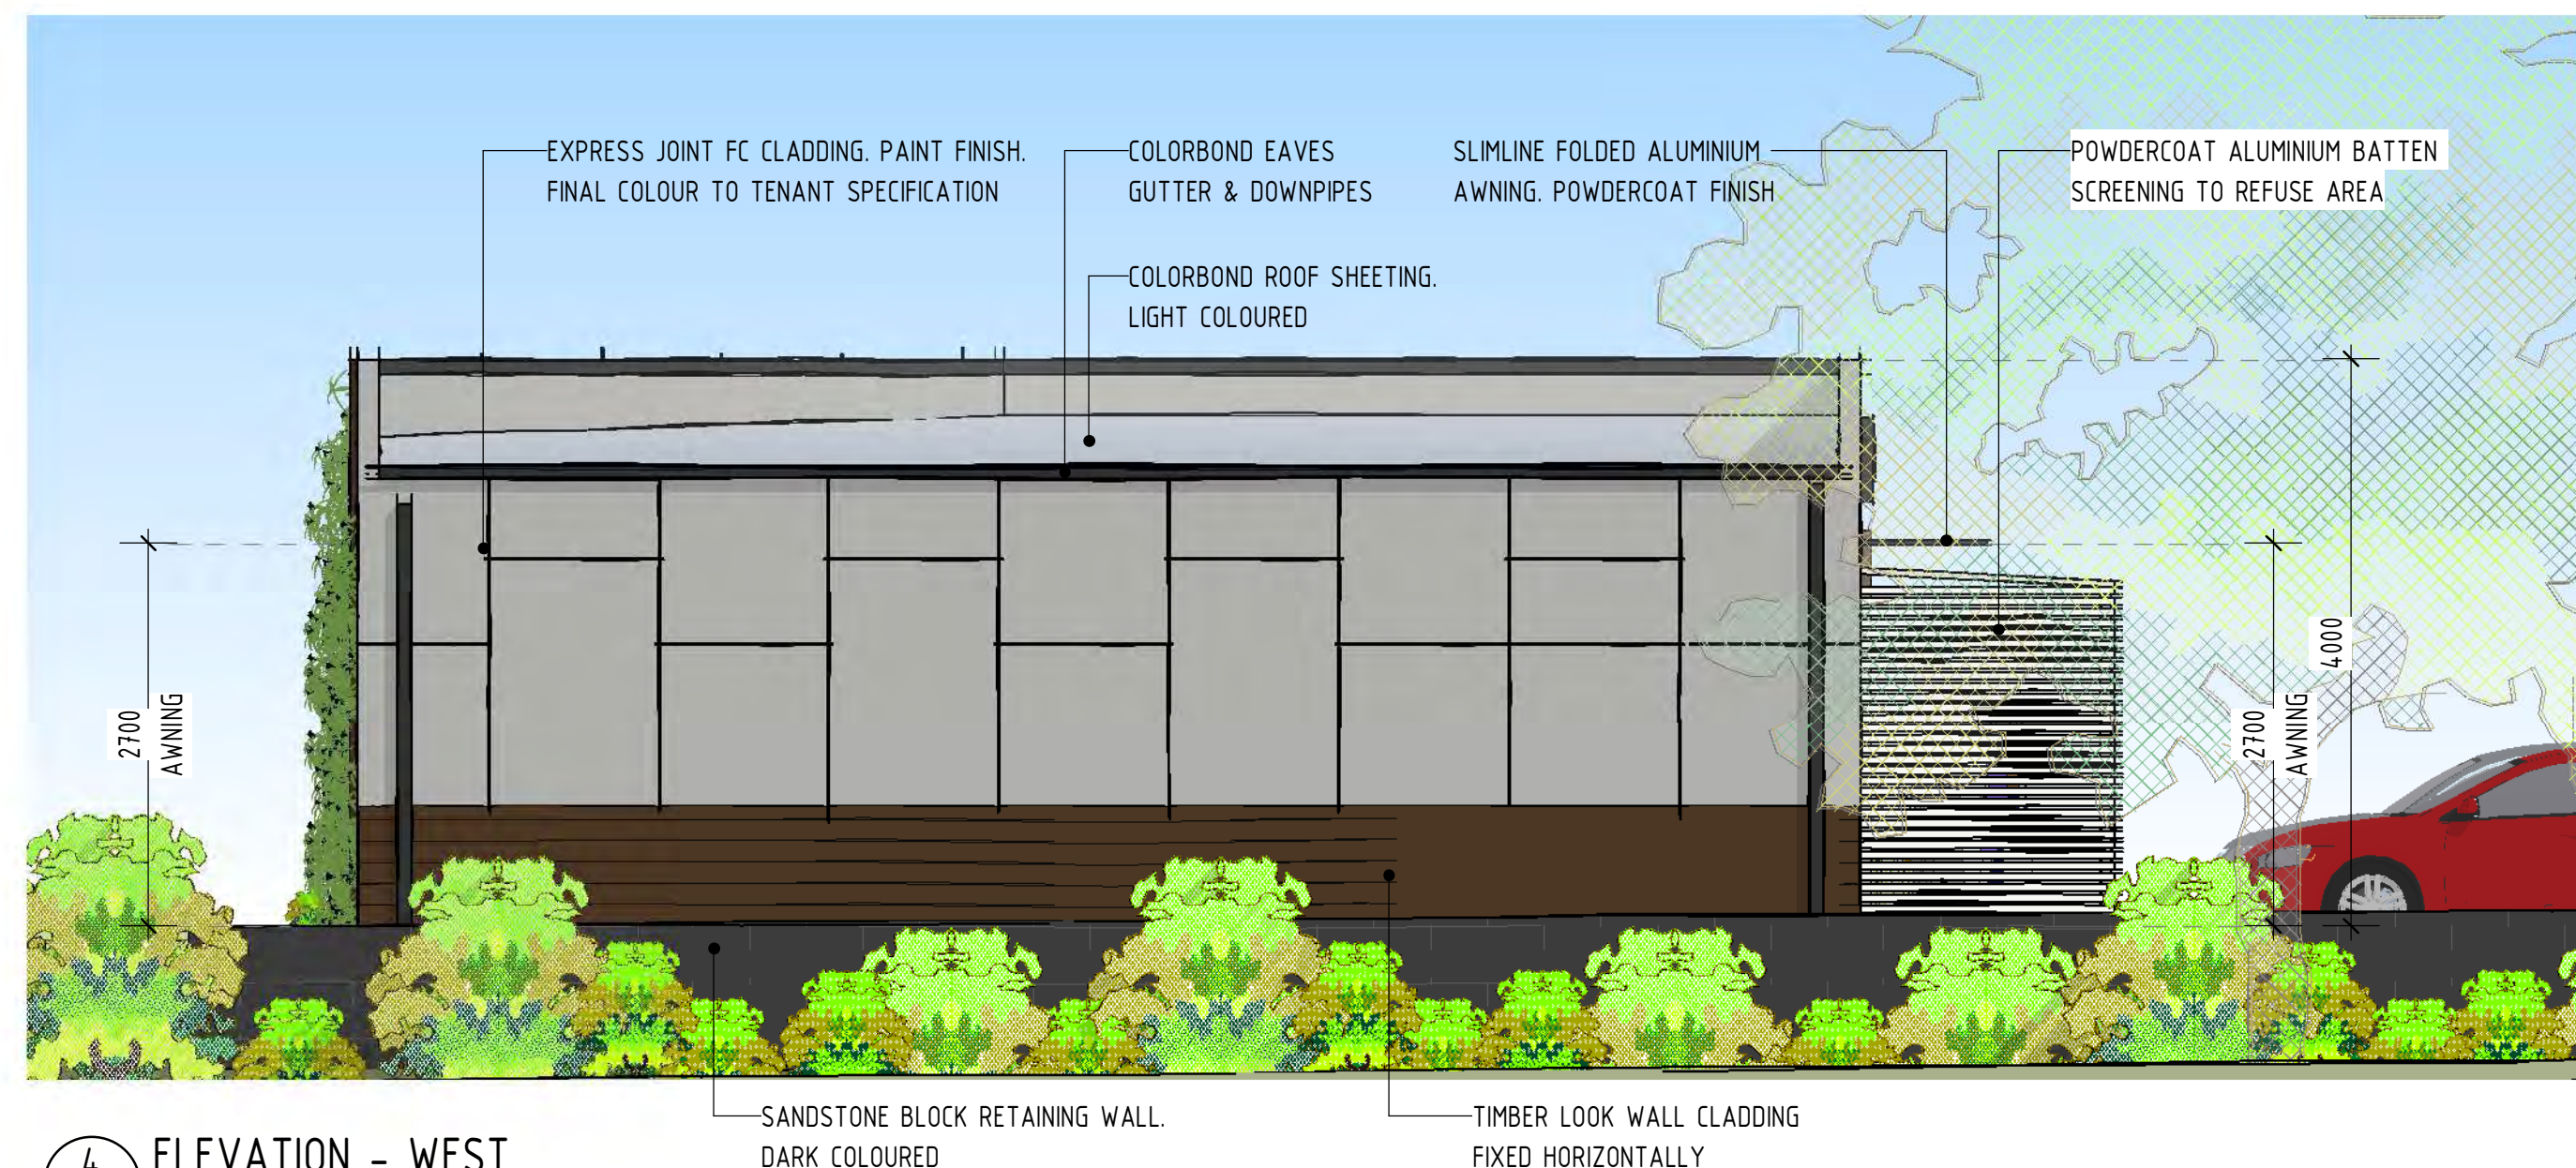 EXPRESS JOINT FC CLADDING. PAINT FINISH.
FINAL COLOUR TO TENANT SPECIFICATION
COLORBOND EAVES
GUTTER & DOWNPIPES
SLIMLINE FOLDED ALUMINIUM
AWNING. POWDERCOAT FINISH
POWDERCOAT ALUMINIUM BATTEN
SCREENING TO REFUSE AREA
COLORBOND ROOF SHEETING.
LIGHT COLOURED
2700
AWNING
2700
AWNING
4000
SANDSTONE BLOCK RETAINING WALL.
DARK COLOURED
TIMBER LOOK WALL CLADDING
FIXED HORIZONTALLY
4
ELEVATION - WEST